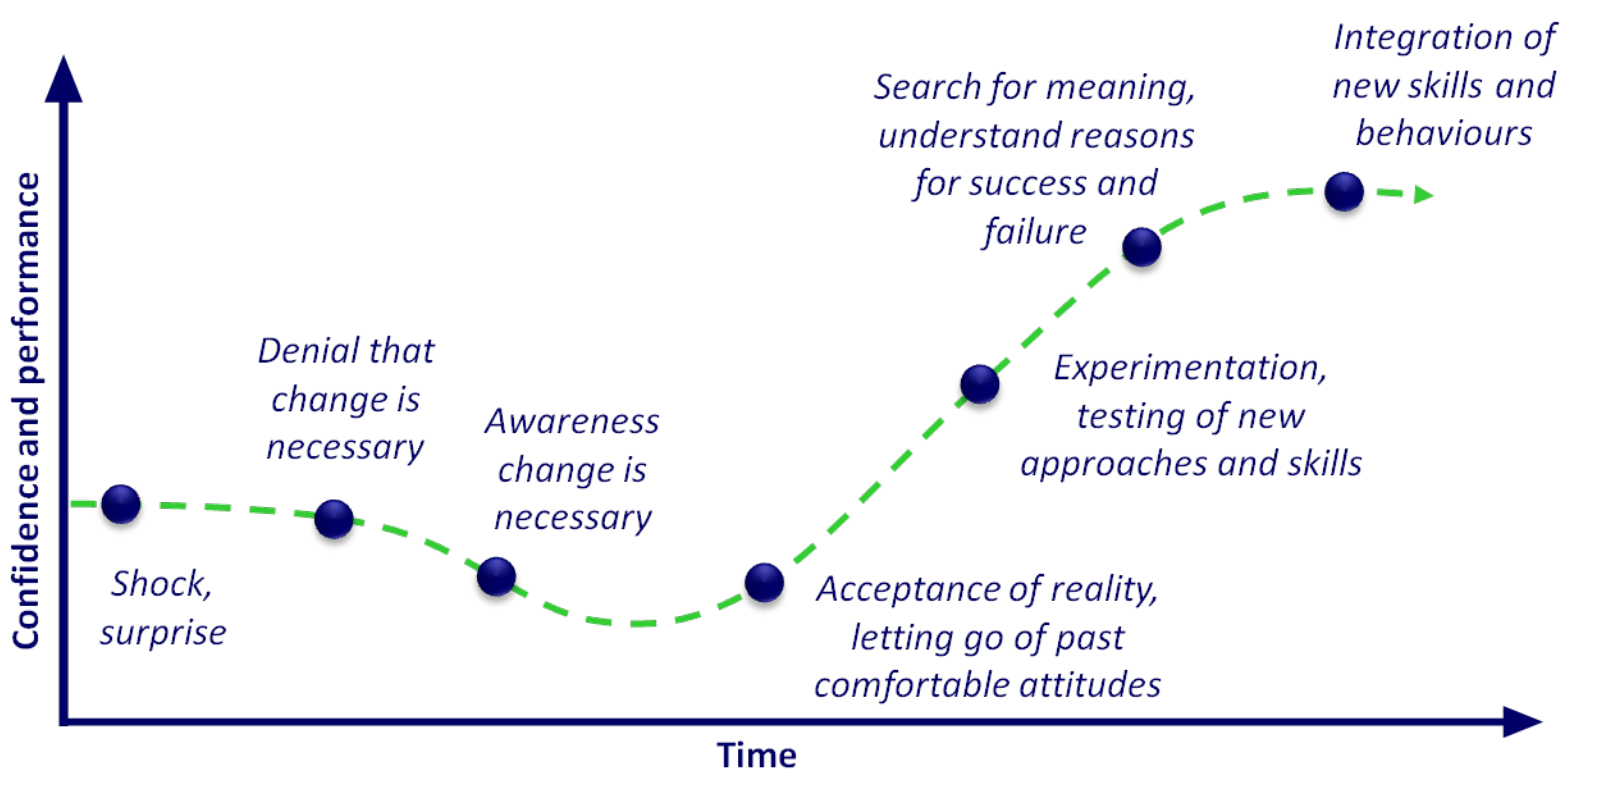 Confidence and performance
Shock,
surprise
Denial that
change is
necessary
Awareness
change is
necessary
Acceptance of reality,
letting go of past
comfortable attitudes
Experimentation,
testing of new
approaches and skills
Search for meaning,
understand reasons
for success and
failure
Integration of
new skills and
behaviours
Time